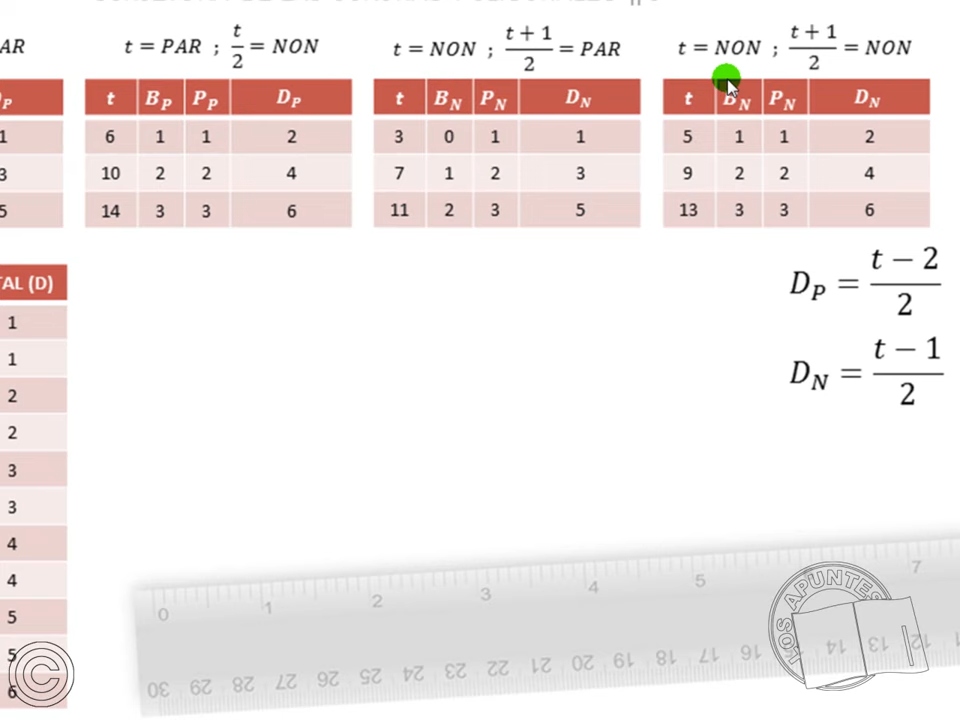 AR
t = PAR ; t/2 = NON
t = NON ; (t + 1)/2 = PAR
t = NON ; (t + 1)/2 = NON
P
t B_P P_P D_P
t B_N P_N D_N
t B_N P_N D_N
1
6 1 1 2
3 0 1 1
5 1 1 2
3
10 2 2 4
7 1 2 3
9 2 2 4
5
14 3 3 6
11 2 3 5
13 3 3 6
TAL (D)
1
1
2
2
3
3
4
4
5
5
6
D_P = (t − 2)/2
D_N = (t − 1)/2
0 1 2 3 4 5 7
30 29 28 27 26 25 24 23 22 21 20 19 18 17 16 14 13 12
LOS APUNTES
C